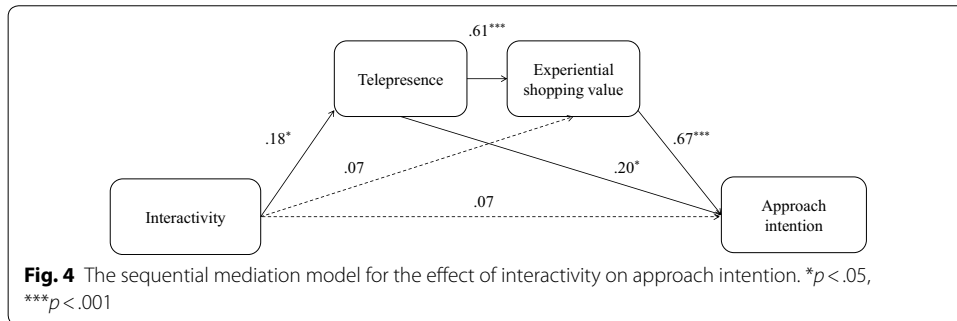 .61***
Telepresence
Experiential
shopping value
.18*
.07
.20*
.67***
.07
Interactivity
Approach
intention
Fig. 4 The sequential mediation model for the effect of interactivity on approach intention. *p < .05,
***p < .001